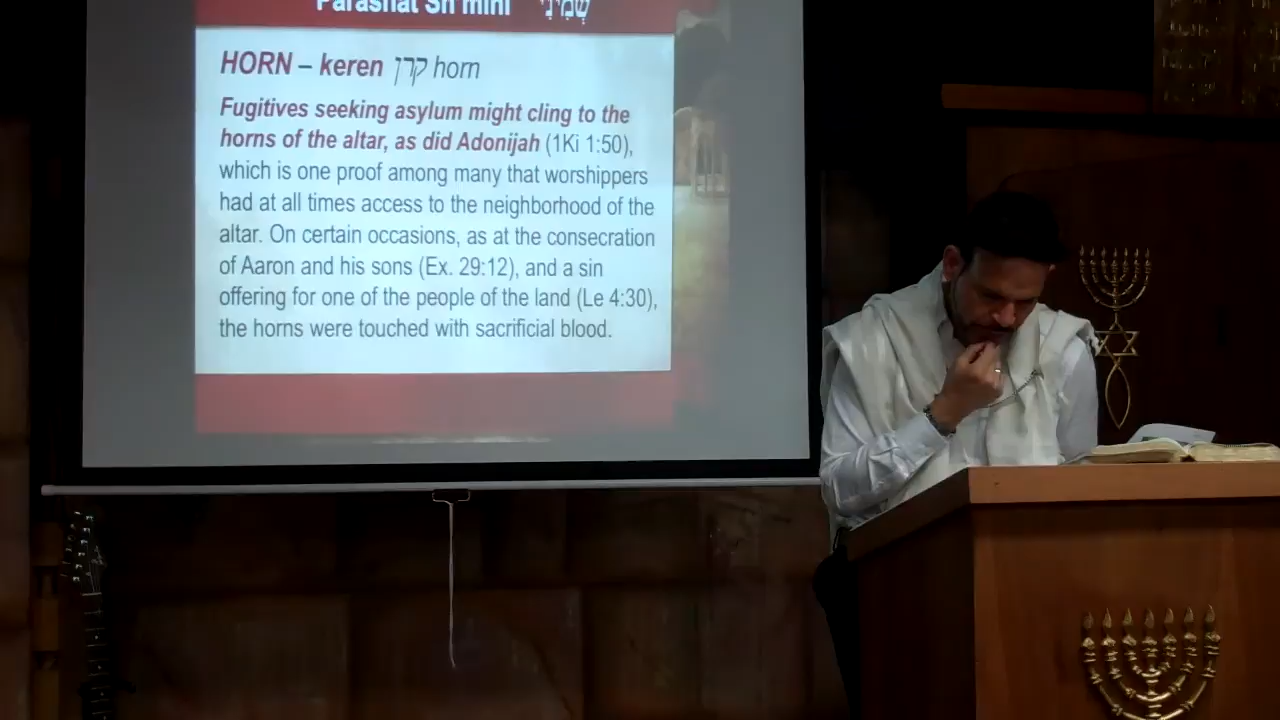 Parashat Sh'mini שְּׁמִינִי
HORN – keren קרן horn
Fugitives seeking asylum might cling to the
horns of the altar, as did Adonijah (1Ki 1:50),
which is one proof among many that worshippers
had at all times access to the neighborhood of the
altar. On certain occasions, as at the consecration
of Aaron and his sons (Ex. 29:12), and a sin
offering for one of the people of the land (Le 4:30),
the horns were touched with sacrificial blood.